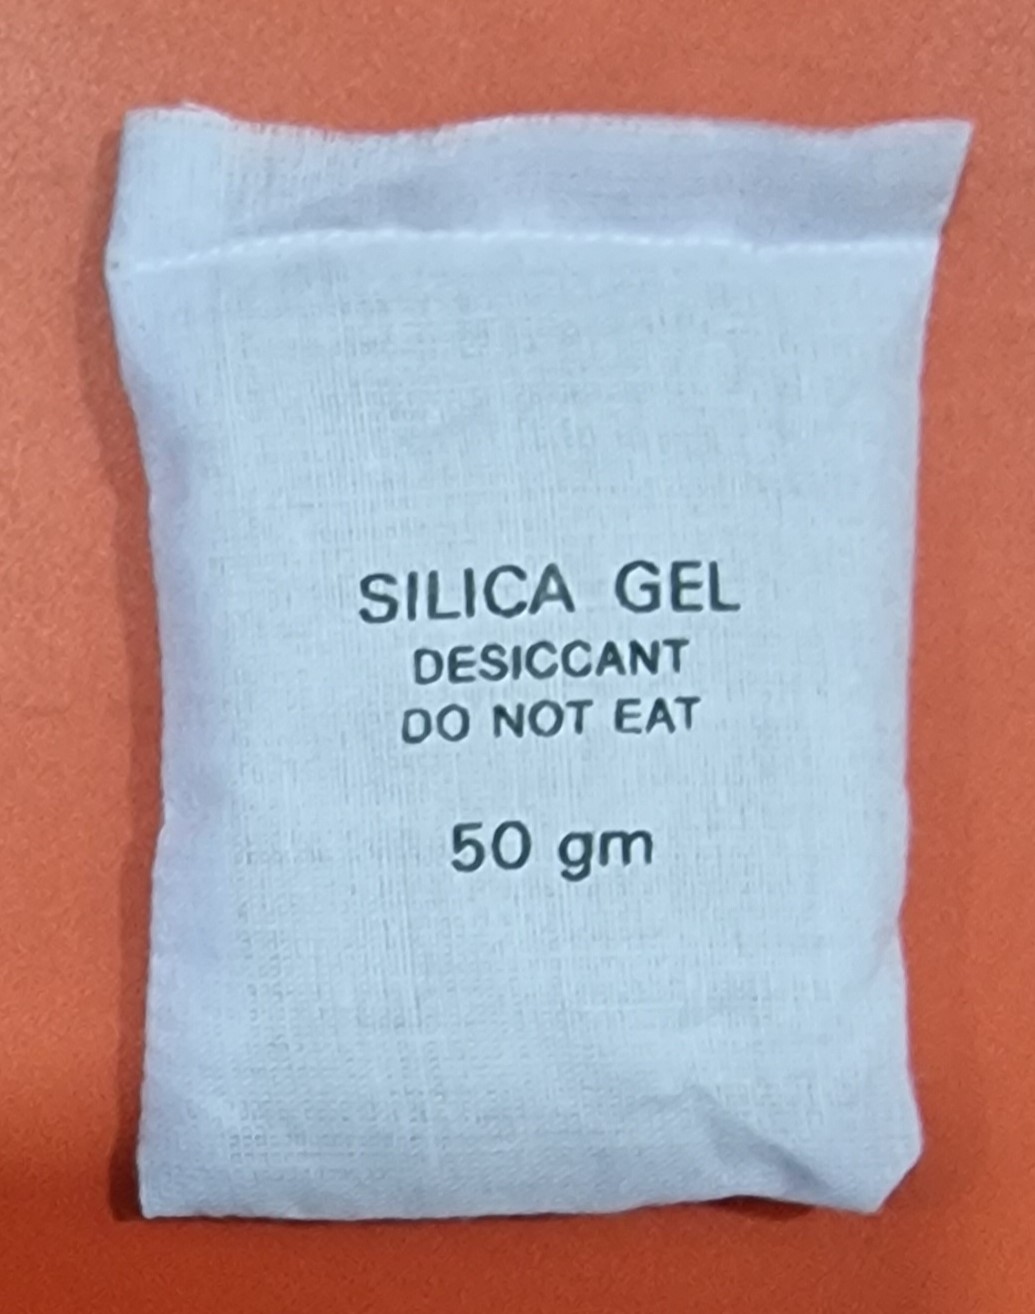 SILICA GEL
DESICCANT
DO NOT EAT
50 gm